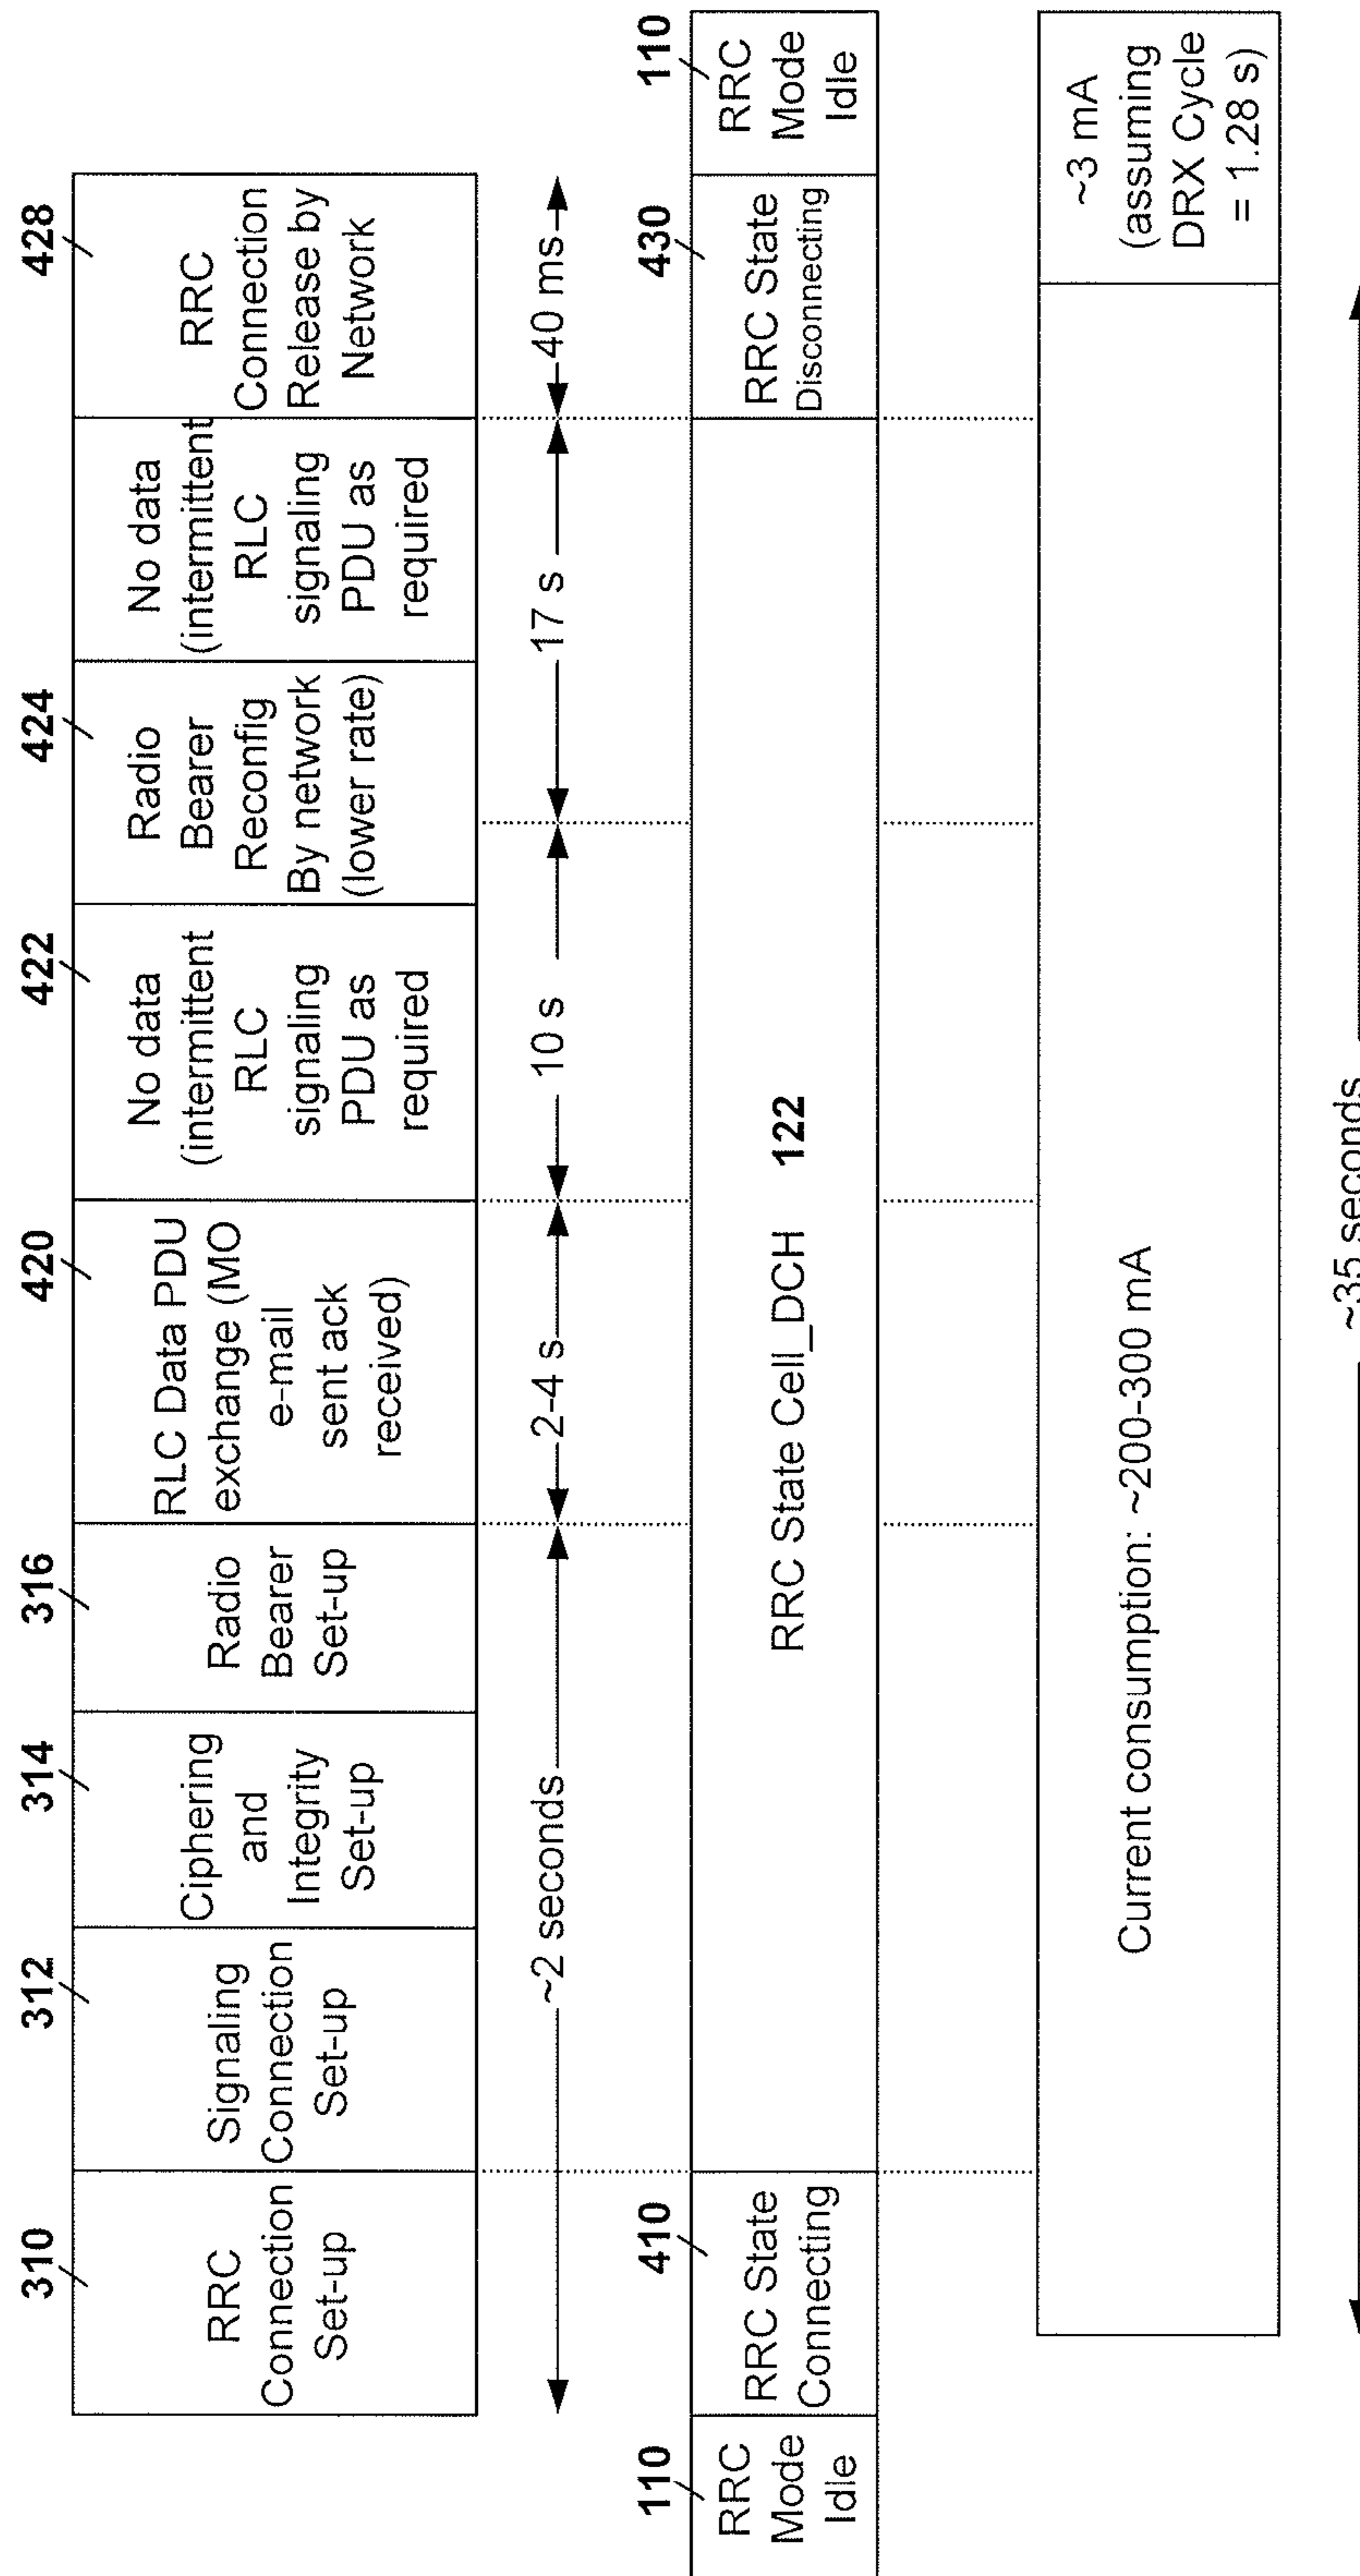 310
312
314
316
420
422
424
428
RRC
Connection
Set-up
Signaling
Connection
Set-up
Ciphering
and
Integrity
Set-up
Radio
Bearer
Set-up
RLC Data PDU
exchange (MO
e-mail
sent ack
received)
No data
(intermittent
RLC
signaling
PDU as
required
Radio
Bearer
Reconfig
By network
(lower rate)
No data
(intermittent
RLC
signaling
PDU as
required
RRC
Connection
Release by
Network
~2 seconds
2-4 s
10 s
17 s
40 ms
110
410
430
110
RRC
Mode
Idle
RRC State
Connecting
RRC State Cell_DCH 122
RRC State
Disconnecting
RRC
Mode
Idle
Current consumption: ~200-300 mA
~3 mA
(assuming
DRX Cycle
= 1.28 s)
~35 seconds